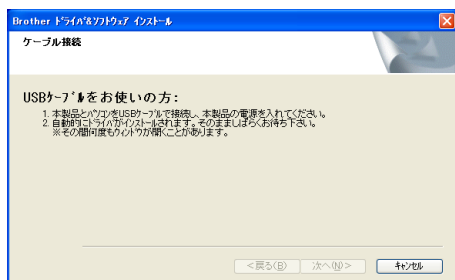 Brother ﾄﾞﾗｲﾊﾞ&ｿﾌﾄｳｪｱ ｲﾝｽﾄｰﾙ
ケーブル接続
USBｹｰﾌﾞﾙをお使いの方:
1. 本製品とﾊﾟｿｺﾝをUSBｹｰﾌﾞﾙで接続し、本製品の電源を入れてください。
2. 自動的にﾄﾞﾗｲﾊﾞがｲﾝｽﾄｰﾙされます。そのまましばらくお待ち下さい。
※その間何度もｳｨﾝﾄﾞｳが開くことがあります。
<戻る(B) 次へ(N)> ｷｬﾝｾﾙ